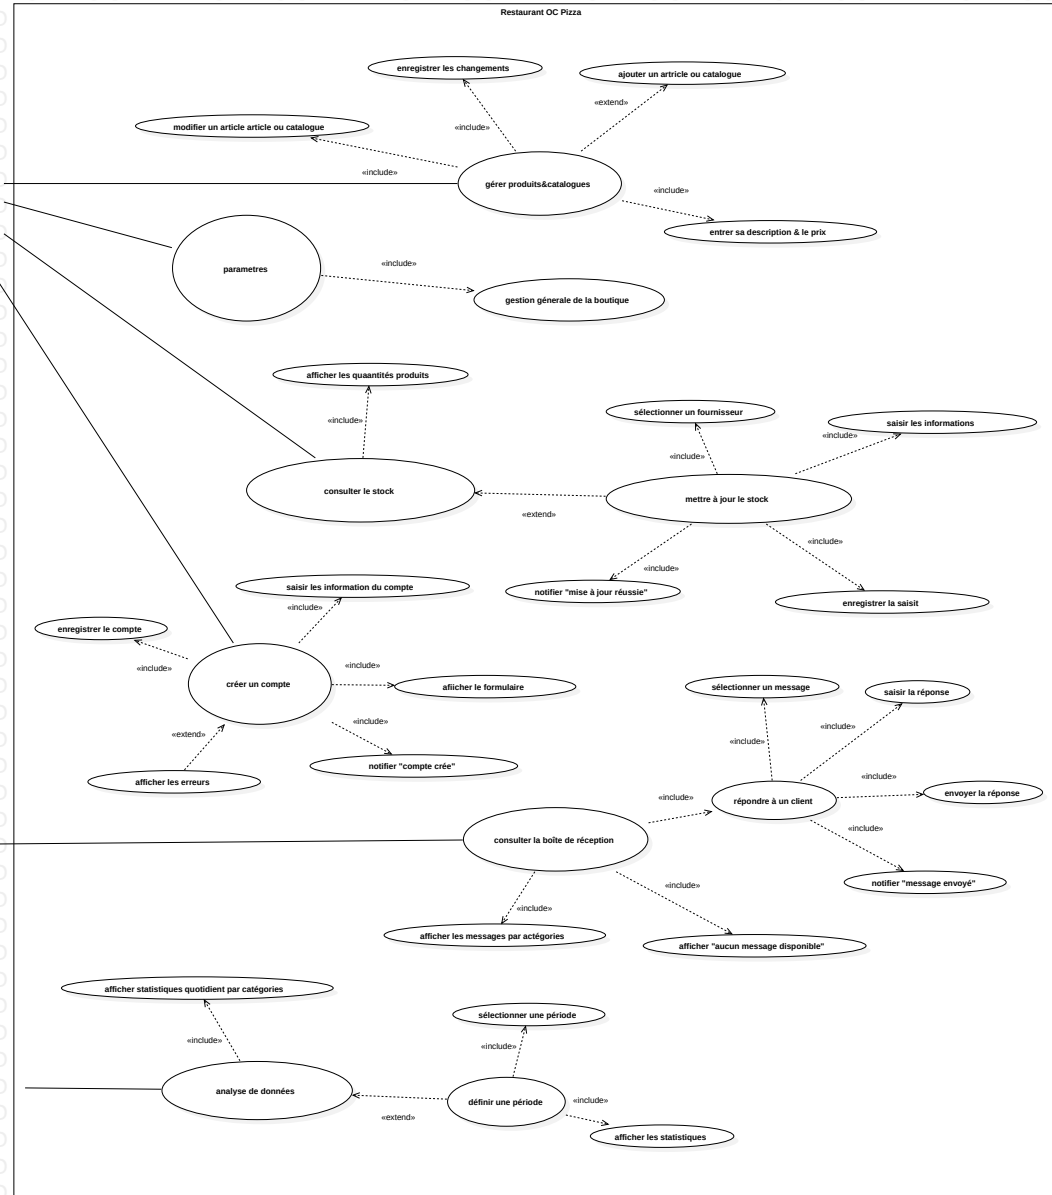 Restaurant OC Pizza
enregistrer les changements
ajouter un artricle ou catalogue
«extend»
modifier un article article ou catalogue
«include»
«include»
gérer produits&catalogues
«include»
entrer sa description & le prix
parametres
«include»
gestion génerale de la boutique
afficher les quaantités produits
«include»
sélectionner un fournisseur
saisir les informations
«include»
«include»
consulter le stock
mettre à jour le stock
«extend»
«include»
«include»
notifier "mise à jour réussie"
enregistrer la saisit
saisir les information du compte
«include»
enregistrer le compte
«include»
créer un compte
«include»
afiicher le formulaire
«include»
notifier "compte crée"
«extend»
afficher les erreurs
sélectionner un message
saisir la réponse
«include»
«include»
répondre à un client
«include»
envoyer la réponse
«include»
«include»
notifier "message envoyé"
consulter la boîte de réception
«include»
«include»
afficher les messages par actégories
afficher "aucun message disponible"
afficher statistiques quotidient par catégories
«include»
sélectionner une période
«include»
analyse de données
«extend»
définir une période
«include»
afficher les statistiques